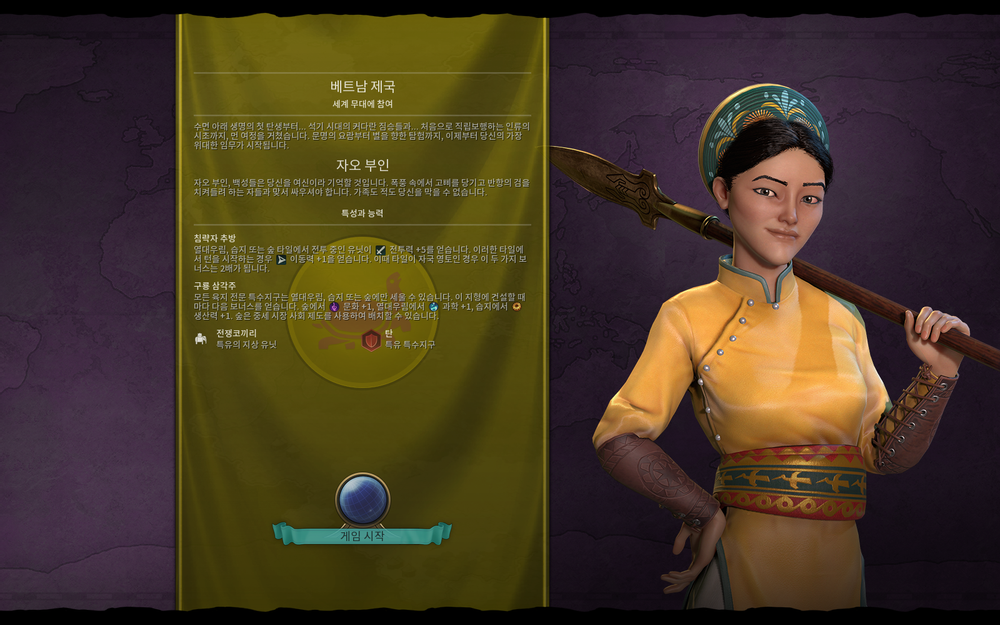 베트남 제국
세계 무대에 참여
수면 아래 생명의 첫 탄생부터... 석기 시대의 커다란 짐승들과... 처음으로 직립보행하는 인류의
시초까지, 먼 여정을 거쳤습니다. 문명의 요람부터 별을 향한 탐험까지, 이제부터 당신의 가장
위대한 임무가 시작됩니다.
자오 부인
자오 부인, 백성들은 당신을 여신이라 기억할 것입니다. 폭풍 속에서 고삐를 당기고 반항의 검을
치켜들려 하는 자들과 맞서 싸우셔야 합니다. 가족도 적도 당신을 막을 수 없습니다.
특성과 능력
침략자 추방
열대우림, 습지 또는 숲 타일에서 전투 중인 유닛이 전투력 +5를 얻습니다. 이러한 타일에
서 턴을 시작하는 경우 이동력 +1을 얻습니다. 이때 타일이 자국 영토인 경우 이 두 가지 보
너스는 2배가 됩니다.
구룡 삼각주
모든 육지 전문 특수지구는 열대우림, 습지 또는 숲에만 세울 수 있습니다. 이 지형에 건설할 때
마다 다음 보너스를 얻습니다. 숲에서 문화 +1, 열대우림에서 과학 +1, 습지에서
생산력 +1. 숲은 중세 시장 사회 제도를 사용하여 배치할 수 있습니다.
전쟁코끼리
특유의 지상 유닛
탄
특유 특수지구
게임 시작